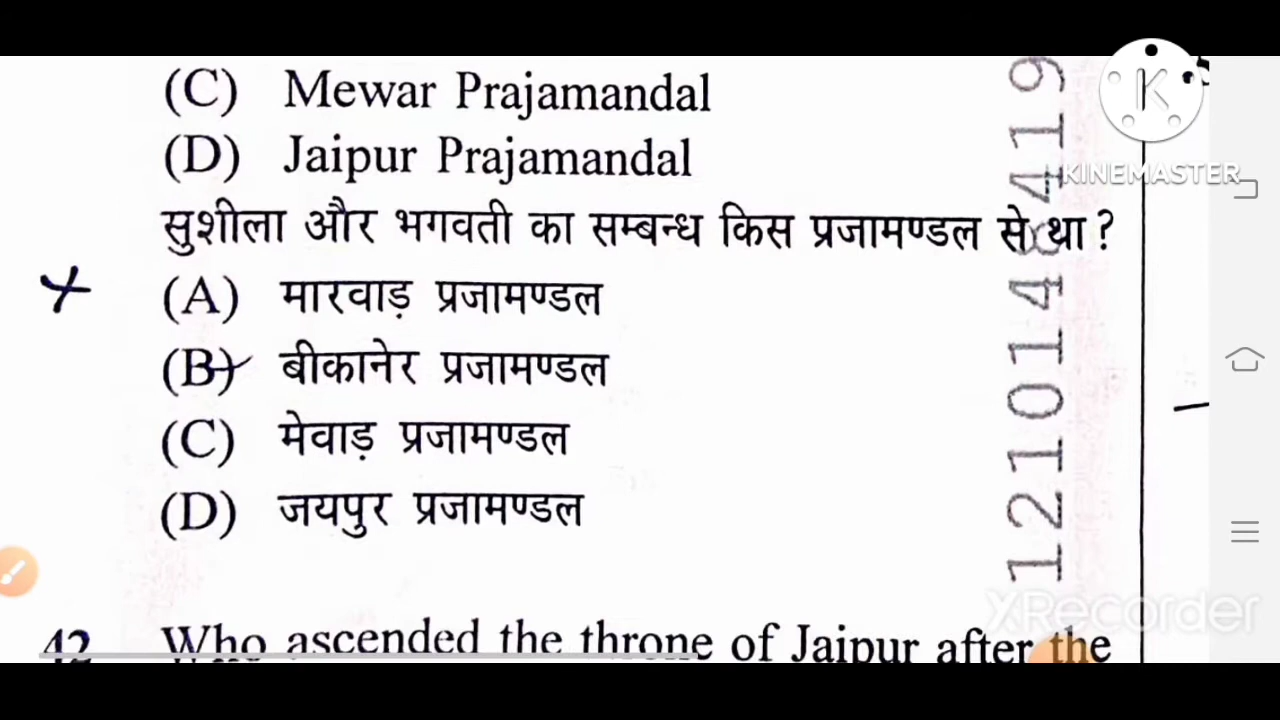 (C) Mewar Prajamandal
(D) Jaipur Prajamandal
सुशीला और भगवती का सम्बन्ध किस प्रजामण्डल से था ?
(A) मारवाड़ प्रजामण्डल
(B) बीकानेर प्रजामण्डल
(C) मेवाड़ प्रजामण्डल
(D) जयपुर प्रजामण्डल
42 Who ascended the throne of Jaipur after the
K
KINEMASTER
XRecorder